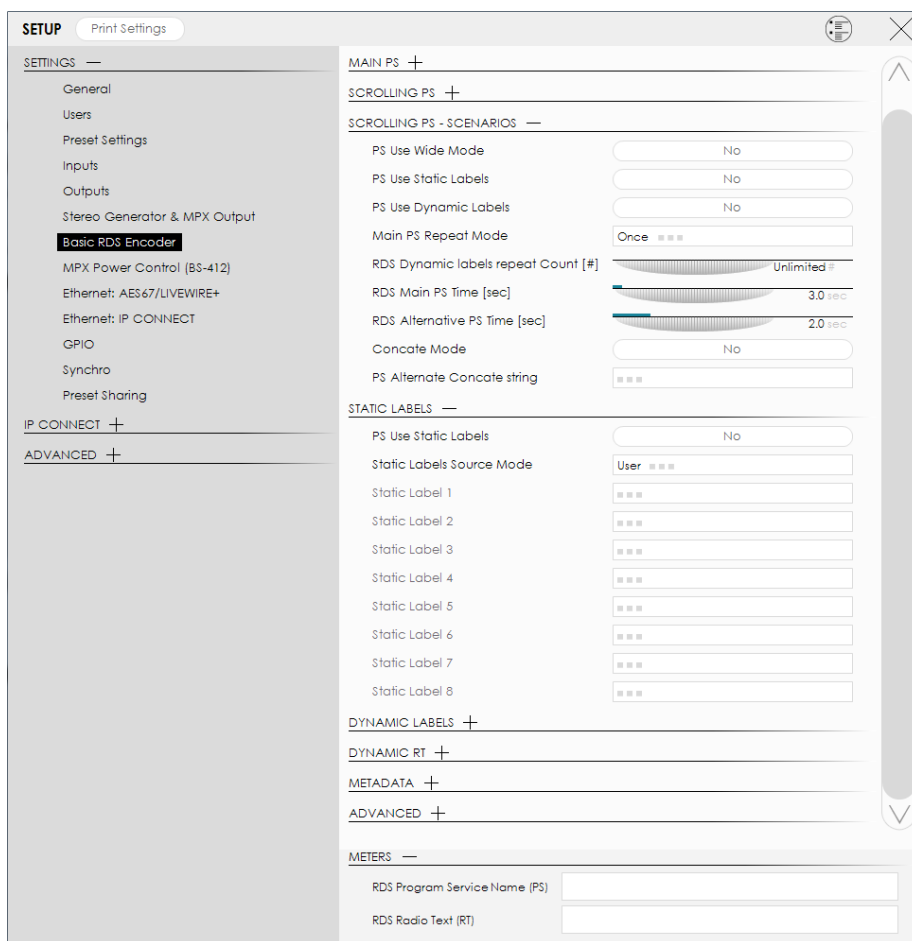 SETUP Print Settings
SETTINGS
General
Users
Preset Settings
Inputs
Outputs
Stereo Generator & MPX Output
Basic RDS Encoder
MPX Power Control (BS-412)
Ethernet: AES67/LIVEWIRE+
Ethernet: IP CONNECT
GPIO
Synchro
Preset Sharing
IP CONNECT
ADVANCED
MAIN PS
SCROLLING PS
SCROLLING PS - SCENARIOS
PS Use Wide Mode No
PS Use Static Labels No
PS Use Dynamic Labels No
Main PS Repeat Mode Once
RDS Dynamic labels repeat Count [#] Unlimited #
RDS Main PS Time [sec] 3.0 sec
RDS Alternative PS Time [sec] 2.0 sec
Concate Mode No
PS Alternate Concate string
STATIC LABELS
PS Use Static Labels No
Static Labels Source Mode User
Static Label 1
Static Label 2
Static Label 3
Static Label 4
Static Label 5
Static Label 6
Static Label 7
Static Label 8
DYNAMIC LABELS
DYNAMIC RT
METADATA
ADVANCED
METERS
RDS Program Service Name (PS)
RDS Radio Text (RT)